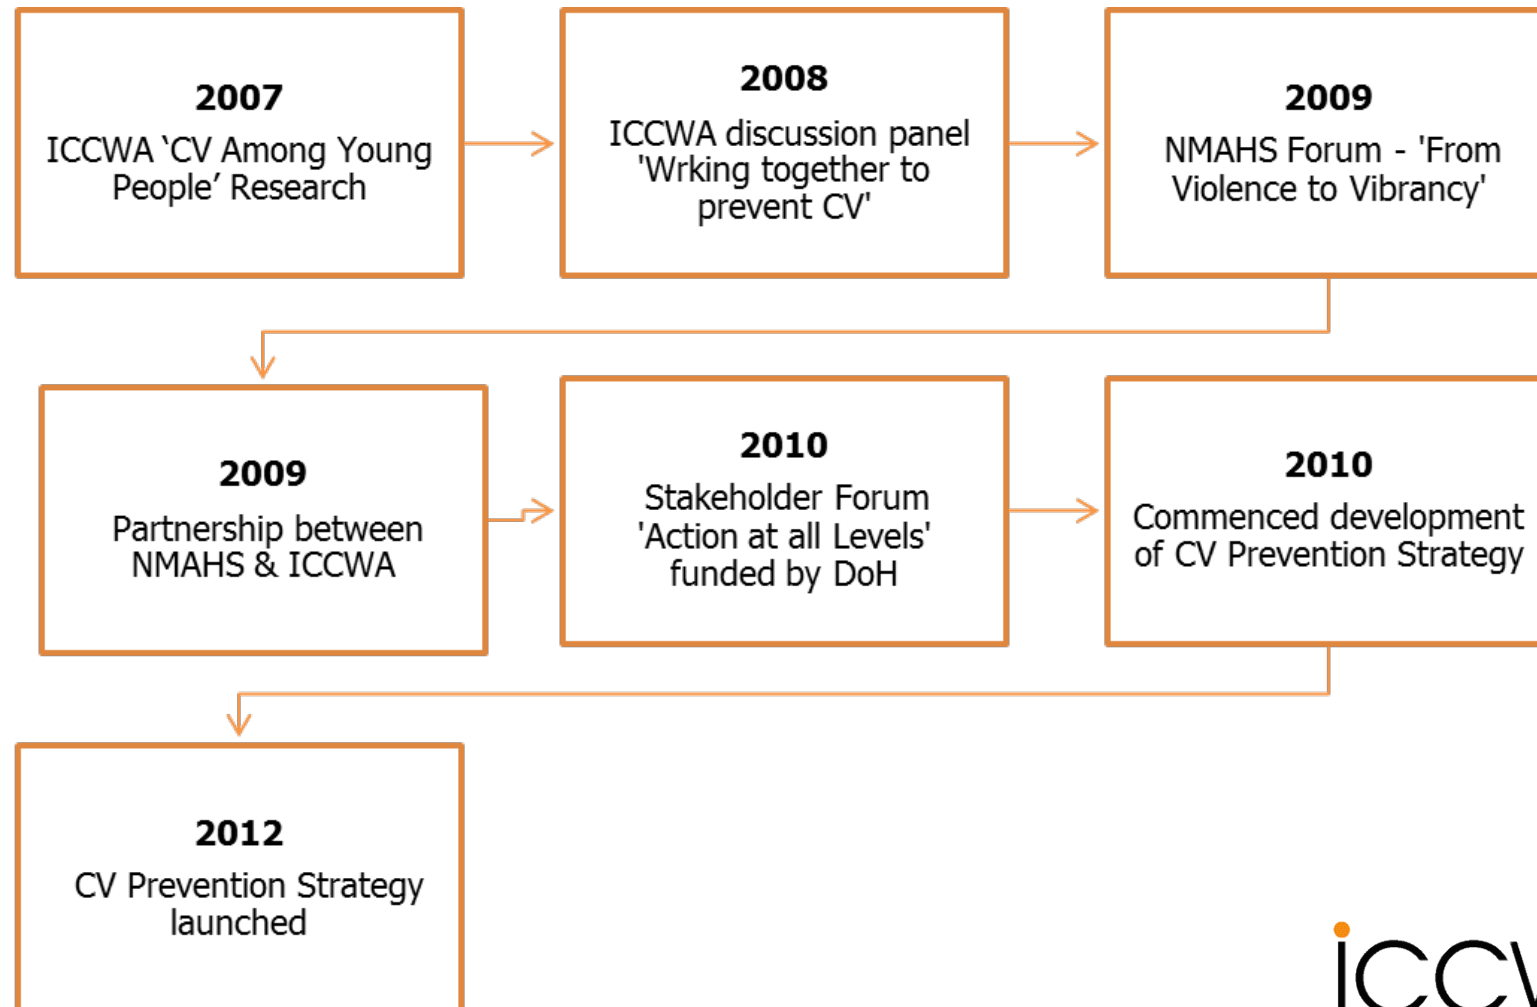 2007
ICCWA ‘CV Among Young
People’ Research
2008
ICCWA discussion panel
'Wrking together to
prevent CV'
2009
NMAHS Forum - 'From
Violence to Vibrancy'
2009
Partnership between
NMAHS & ICCWA
2010
Stakeholder Forum
'Action at all Levels'
funded by DoH
2010
Commenced development
of CV Prevention Strategy
2012
CV Prevention Strategy
launched